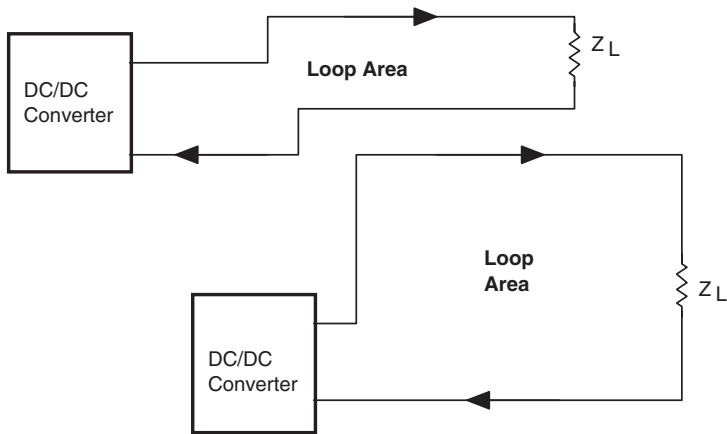 Z L
Loop Area
DC/DC
Converter
Loop
Area
Z L
DC/DC
Converter